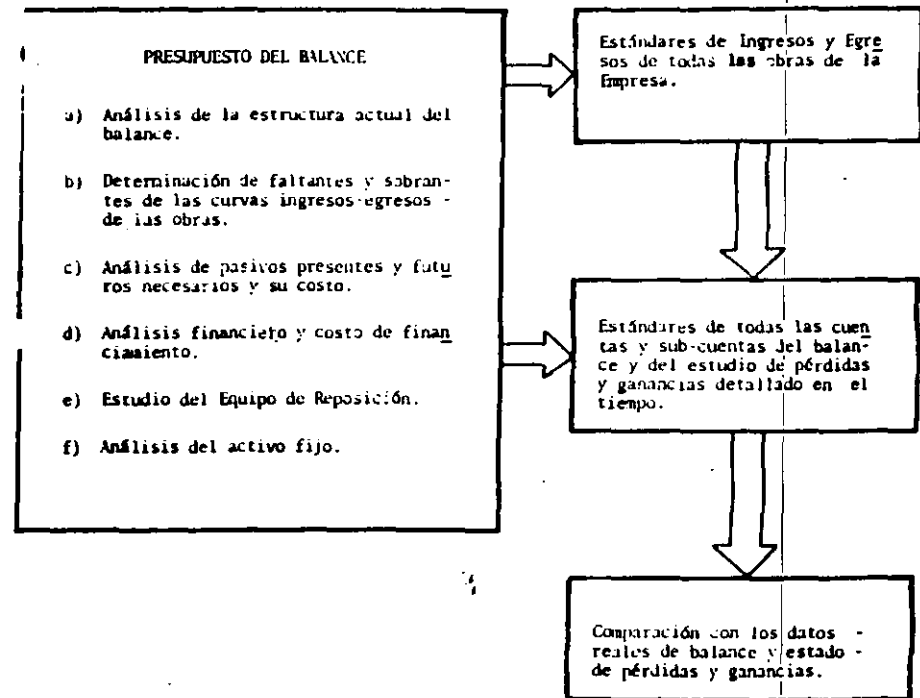 PRESUPUESTO DEL BALANCE
a) Análisis de la estructura actual del
balance.
b) Determinación de faltantes y sobran-
tes de las curvas ingresos-egresos -
de las obras.
c) Análisis de pasivos presentes y futu
ros necesarios y su costo.
d) Análisis financiero y costo de finan
ciamiento.
e) Estudio del Equipo de Reposición.
f) Análisis del activo fijo.
Estándares de Ingresos y Egre
sos de todas las obras de la
Empresa.
Estándares de todas las cuen
tas y sub-cuentas del balan-
ce y del estudio de pérdidas
y ganancias detallado en el
tiempo.
Comparación con los datos -
reales de balance y estado -
de pérdidas y ganancias.